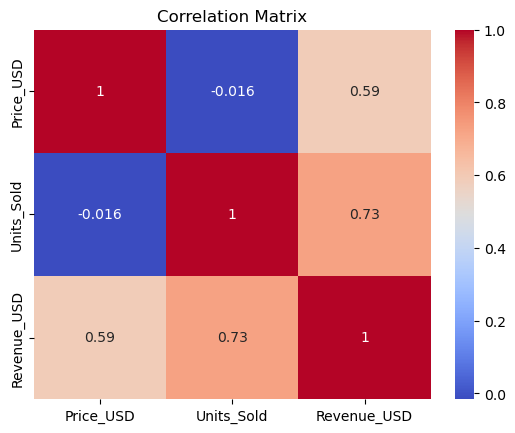 Correlation Matrix
Price_USD
1
-0.016
0.59
Units_Sold
-0.016
1
0.73
Revenue_USD
0.59
0.73
1
Price_USD
Units_Sold
Revenue_USD
1.0
0.8
0.6
0.4
0.2
0.0